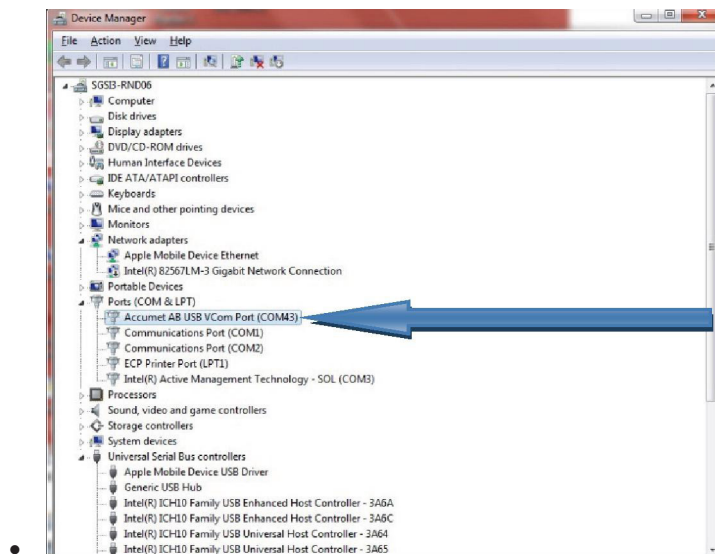 Device Manager
File Action View Help
SGSI3-RND06
Computer
Disk drives
Display adapters
DVD/CD-ROM drives
Human Interface Devices
IDE ATA/ATAPI controllers
Keyboards
Mice and other pointing devices
Monitors
Network adapters
Apple Mobile Device Ethernet
Intel(R) 82567LM-3 Gigabit Network Connection
Portable Devices
Ports (COM & LPT)
Accumet AB USB VCom Port (COM43)
Communications Port (COM1)
Communications Port (COM2)
ECP Printer Port (LPT1)
Intel(R) Active Management Technology - SOL (COM3)
Processors
Sound, video and game controllers
Storage controllers
System devices
Universal Serial Bus controllers
Apple Mobile Device USB Driver
Generic USB Hub
Intel(R) ICH10 Family USB Enhanced Host Controller - 3A6A
Intel(R) ICH10 Family USB Enhanced Host Controller - 3A6C
Intel(R) ICH10 Family USB Universal Host Controller - 3A64
Intel(R) ICH10 Family USB Universal Host Controller - 3A65